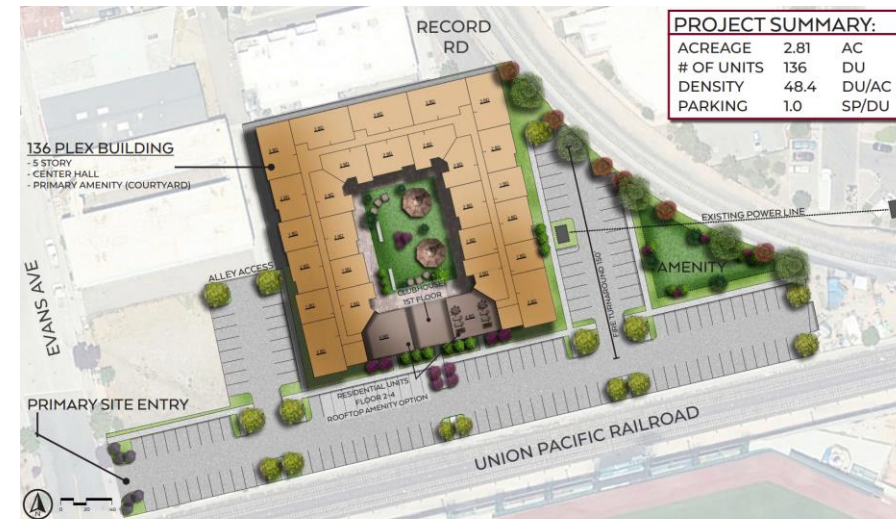 RECORD
RD
PROJECT SUMMARY:
ACREAGE 2.81 AC
# OF UNITS 136 DU
DENSITY 48.4 DU/AC
PARKING 1.0 SP/DU
136 PLEX BUILDING
- 5 STORY
- CENTER HALL
- PRIMARY AMENITY (COURTYARD)
EXISTING POWER LINE
AMENITY
ALLEY ACCESS
EVANS AVE
CLUBHOUSE
1ST FLOOR
FIRE TURNAROUND 150'
RESIDENTIAL UNITS
FLOOR 2-4
ROOFTOP AMENITY OPTION
PRIMARY SITE ENTRY
UNION PACIFIC RAILROAD
N
0 20